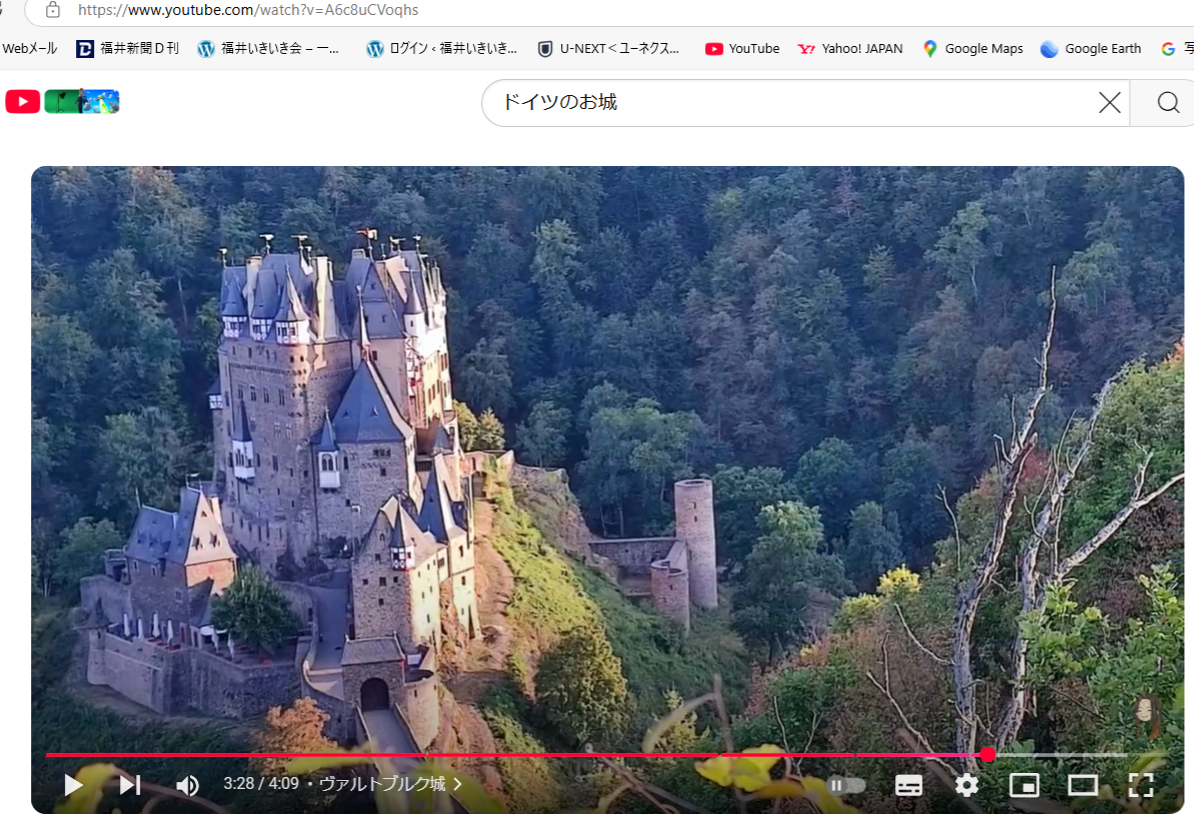 https://www.youtube.com/watch?v=A6c8uCVoqhs
Webメール 福井新聞D刊 福井いきいき会 – 一... ログイン ‹ 福井いきいき... U-NEXT<ユーネクス... YouTube Yahoo! JAPAN Google Maps Google Earth
ドイツのお城
3:28 / 4:09 • ヴァルトブルク城